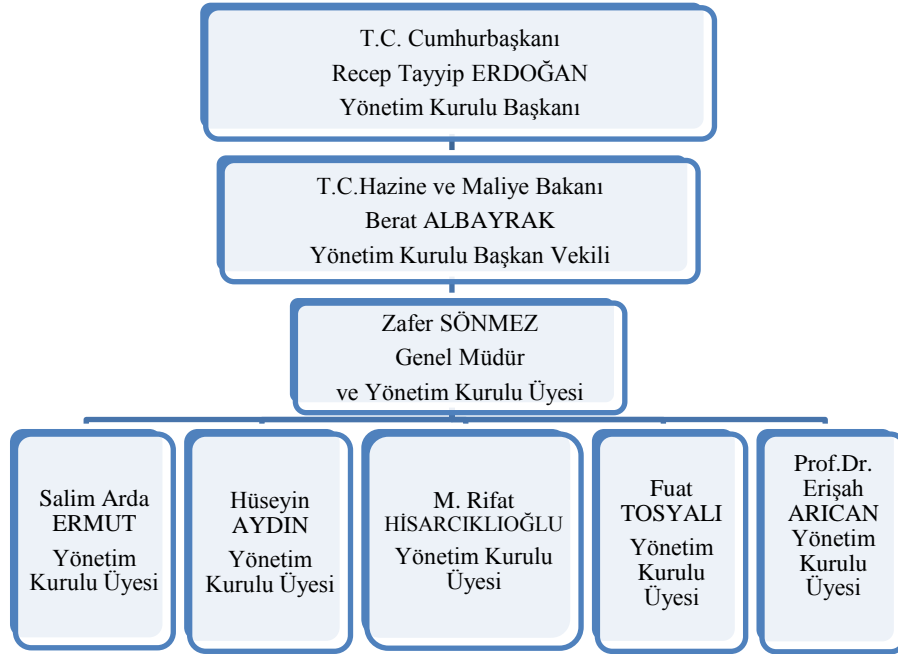 T.C. Cumhurbaşkanı
Recep Tayyip ERDOĞAN
Yönetim Kurulu Başkanı
T.C.Hazine ve Maliye Bakanı
Berat ALBAYRAK
Yönetim Kurulu Başkan Vekili
Zafer SÖNMEZ
Genel Müdür
ve Yönetim Kurulu Üyesi
Salim Arda
ERMUT
Yönetim
Kurulu Üyesi
Hüseyin
AYDIN
Yönetim
Kurulu Üyesi
M. Rifat
HİSARCIKLIOĞLU
Yönetim Kurulu
Üyesi
Fuat
TOSYALI
Yönetim
Kurulu
Üyesi
Prof.Dr.
Erişah
ARICAN
Yönetim
Kurulu
Üyesi